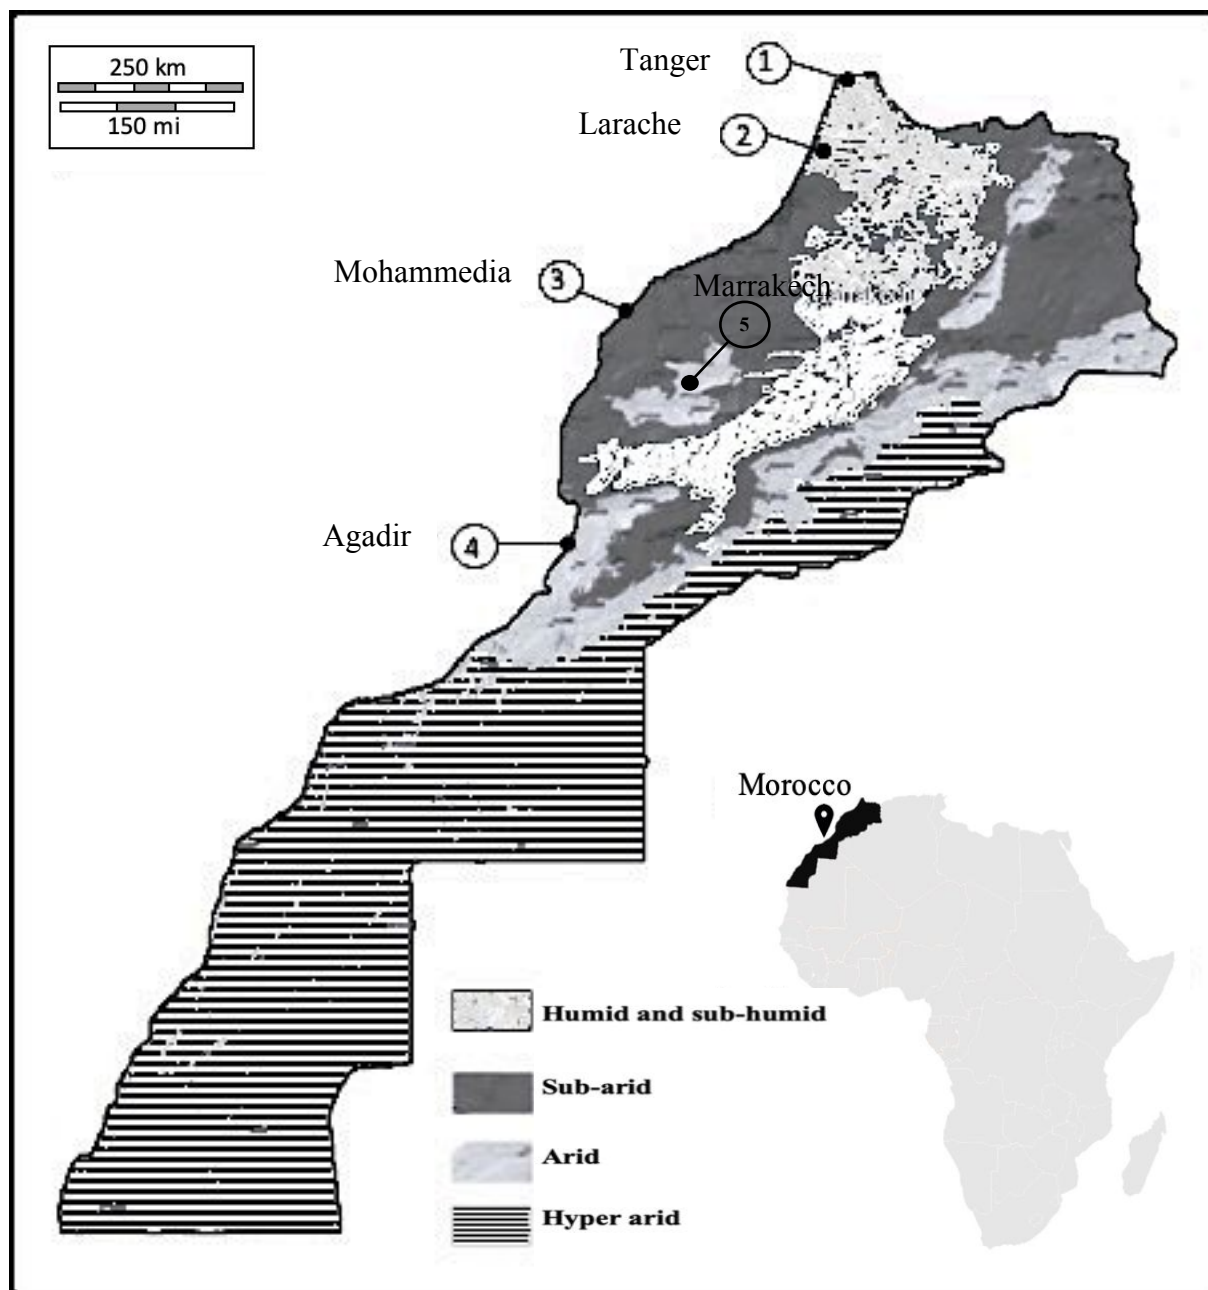 250 km
150 mi
Tanger
1
Larache
2
Mohammedia
3
Marrakech
5
Agadir
4
Morocco
Humid and sub-humid
Sub-arid
Arid
Hyper arid